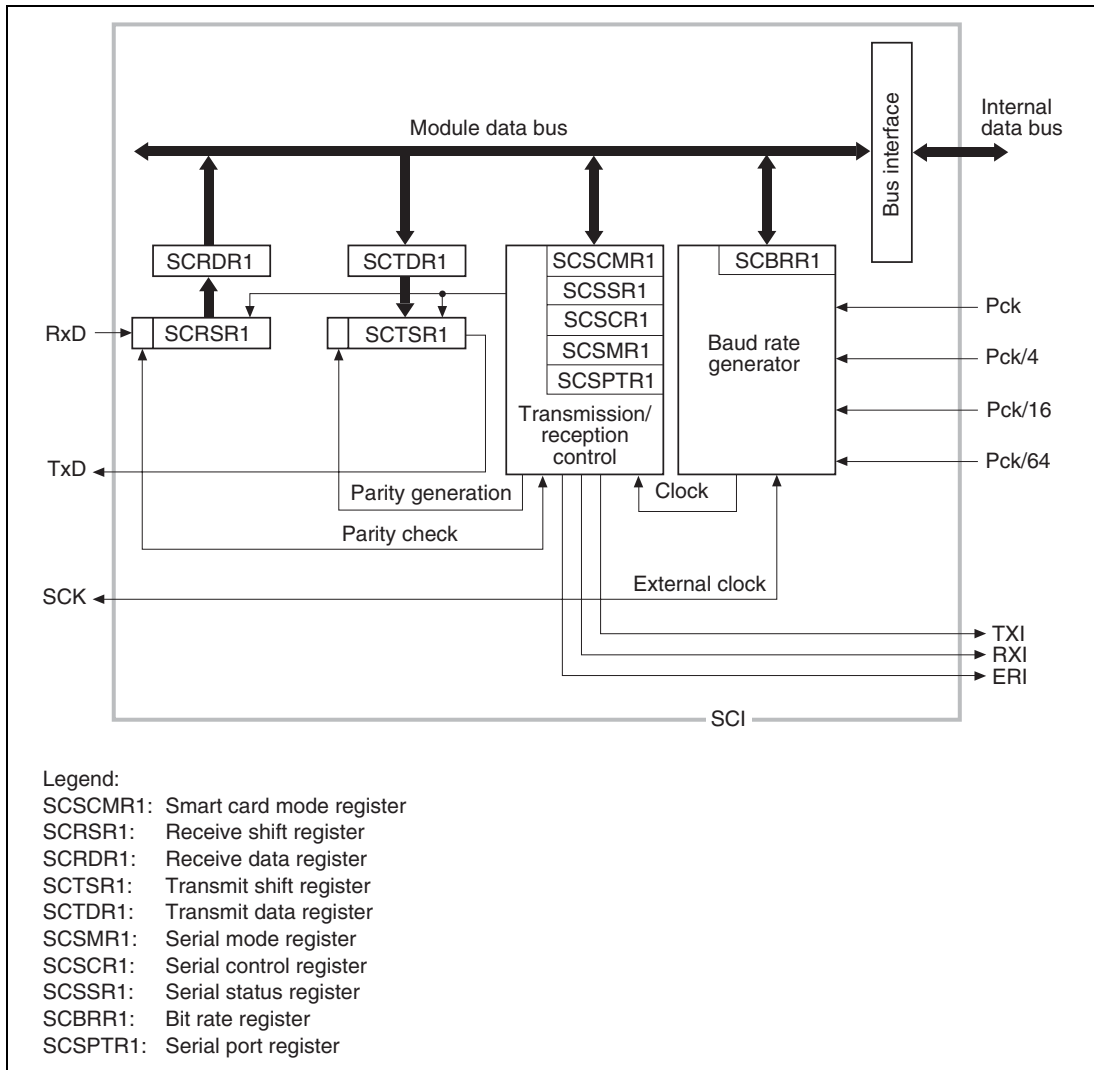 Module data bus
Bus interface
Internal
data bus
SCRDR1
SCTDR1
SCSCMR1
SCSSR1
SCSCR1
SCSMR1
SCSPTR1
Transmission/
reception
control
SCBRR1
Baud rate
generator
RxD
SCRSR1
SCTSR1
Pck
Pck/4
Pck/16
Pck/64
TxD
Parity generation
Clock
Parity check
SCK
External clock
TXI
RXI
ERI
SCI
Legend:
SCSCMR1: Smart card mode register
SCRSR1: Receive shift register
SCRDR1: Receive data register
SCTSR1: Transmit shift register
SCTDR1: Transmit data register
SCSMR1: Serial mode register
SCSCR1: Serial control register
SCSSR1: Serial status register
SCBRR1: Bit rate register
SCSPTR1: Serial port register